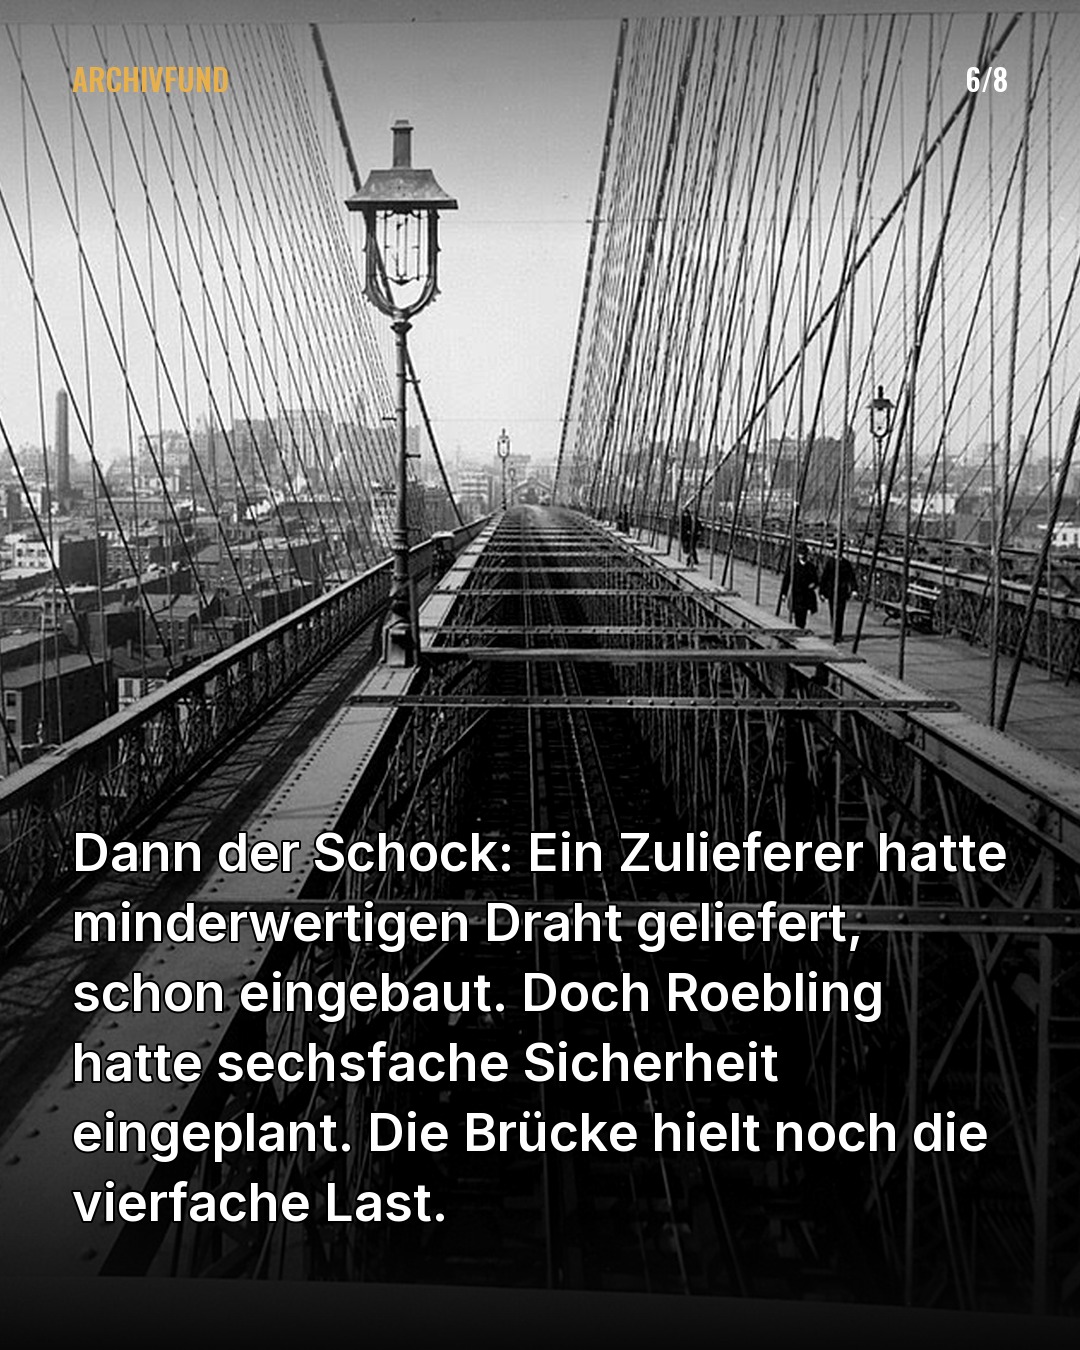 ARCHIVFUND
6/8
Dann der Schock: Ein Zulieferer hatte
minderwertigen Draht geliefert,
schon eingebaut. Doch Roebling
hatte sechsfache Sicherheit
eingeplant. Die Brücke hielt noch die
vierfache Last.